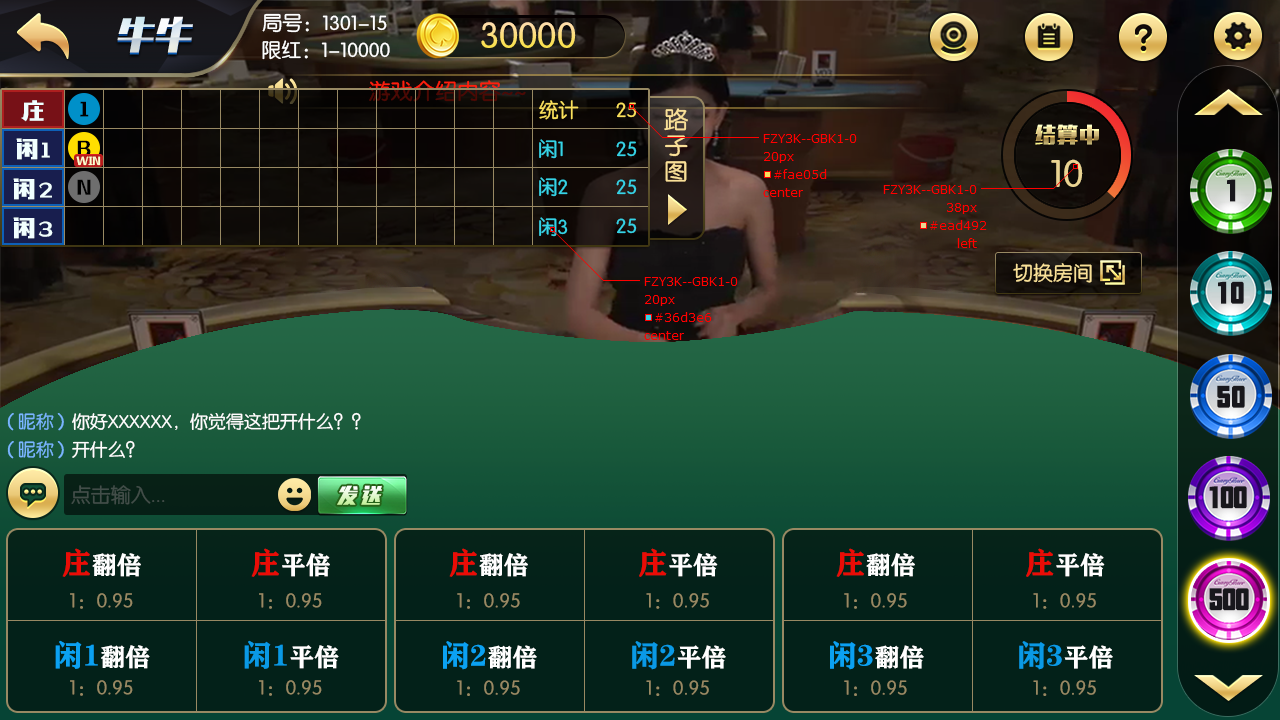 牛牛
局号：1301-15
限红：1-10000
30000
游戏介绍内容--
庄 1 统计 25
闲1 B WIN 闲1 25
闲2 N 闲2 25
闲3 闲3 25
路子图
FZY3K--GBK1-0
20px
#fae05d
center
结算中
10
FZY3K--GBK1-0
38px
#ead492
left
切换房间
FZY3K--GBK1-0
20px
center
1
10
50
100
500
（昵称）你好XXXXXX，你觉得这把开什么？？
（昵称）开什么？
点击输入...
发送
庄翻倍 庄平倍 庄翻倍 庄平倍 庄翻倍 庄平倍
1：0.95 1：0.95 1：0.95 1：0.95 1：0.95 1：0.95
闲1翻倍 闲1平倍 闲2翻倍 闲2平倍 闲3翻倍 闲3平倍
1：0.95 1：0.95 1：0.95 1：0.95 1：0.95 1：0.95